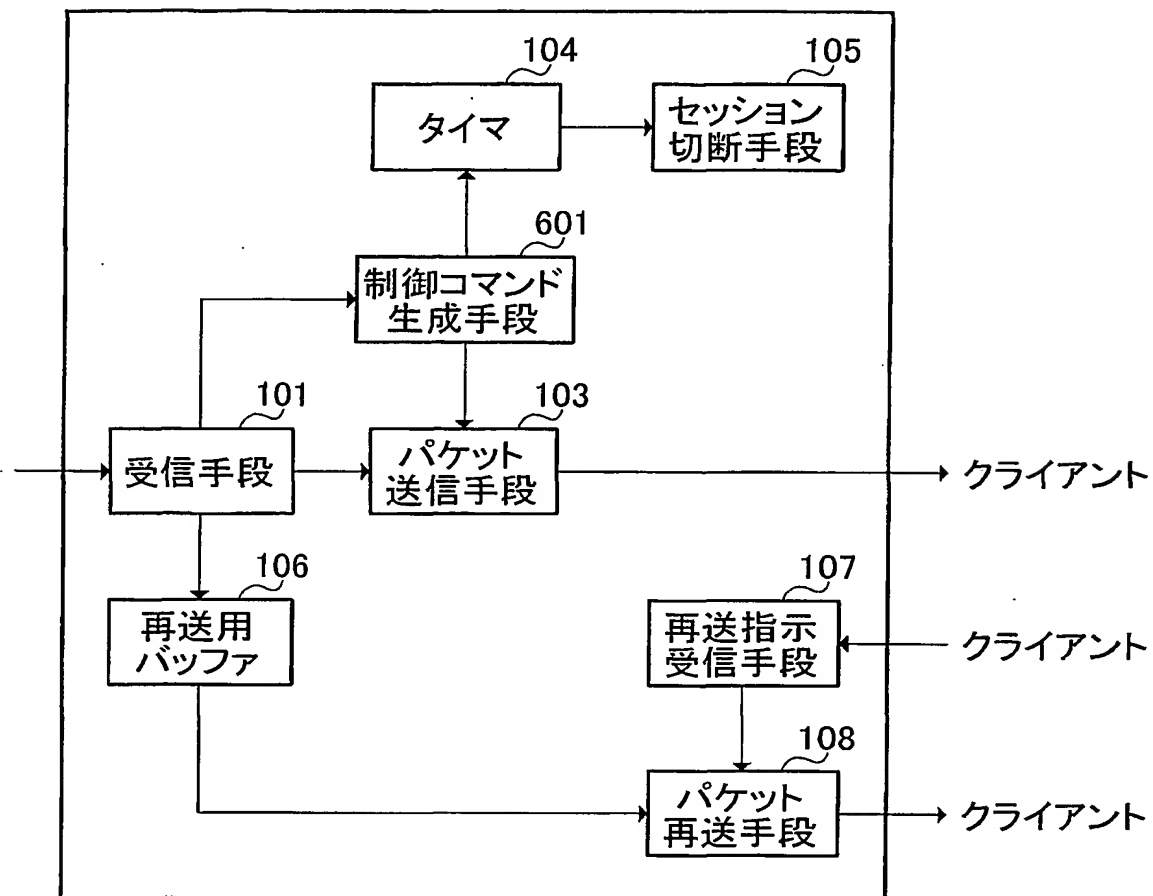 104
タイマ
105
セッション
切断手段
601
制御コマンド
生成手段
101
受信手段
103
パケット
送信手段
クライアント
106
再送用
バッファ
107
再送指示
受信手段
クライアント
108
パケット
再送手段
クライアント